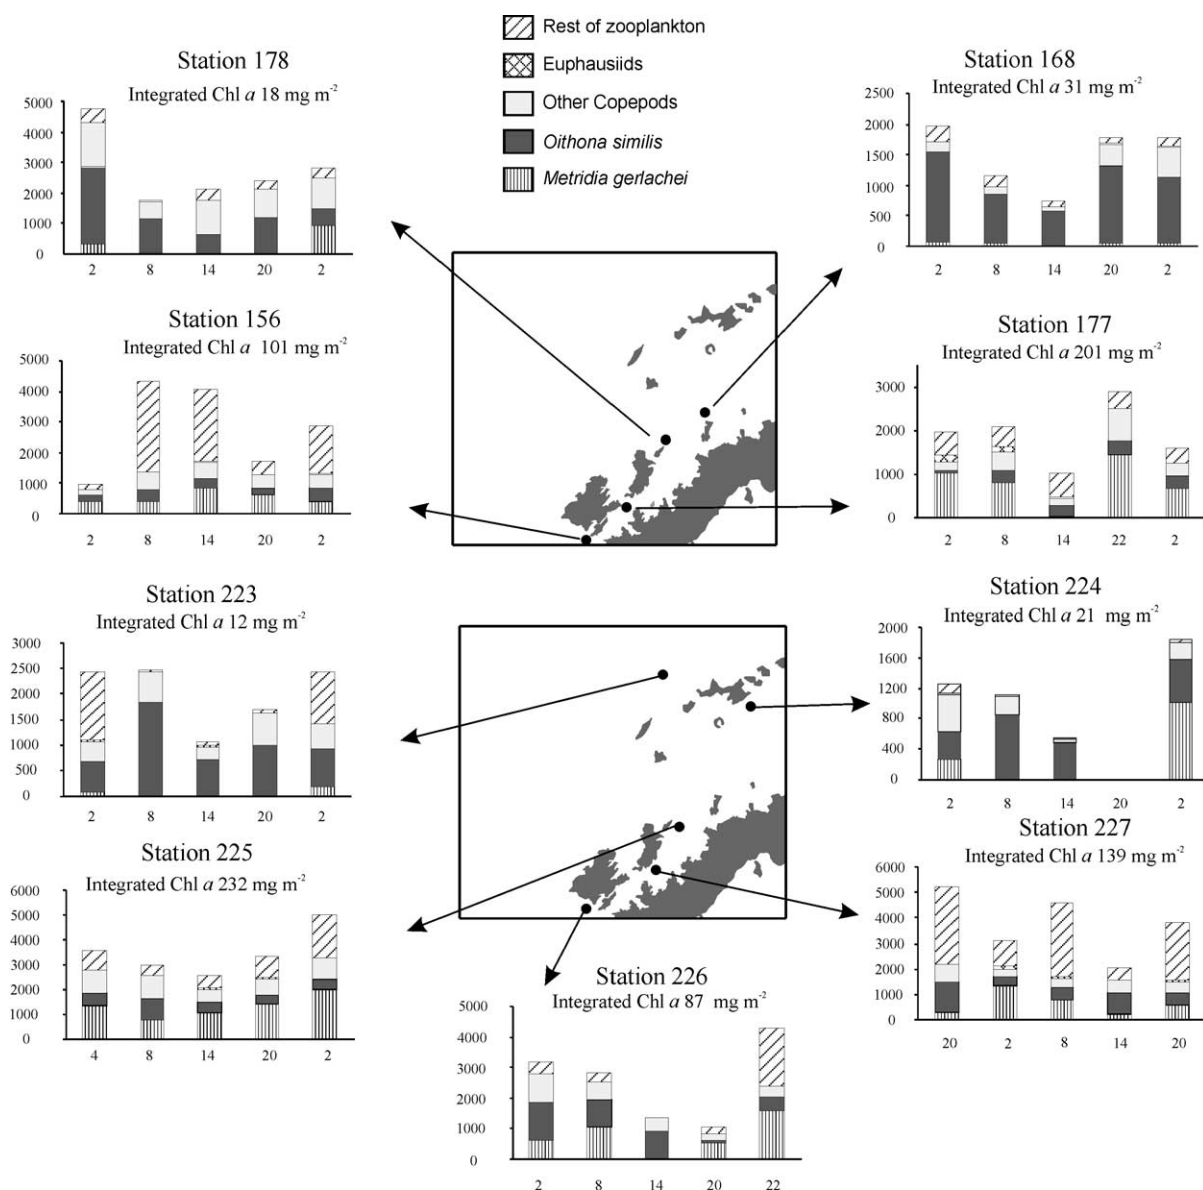 Rest of zooplankton
Euphausiids
Other Copepods
Oithona similis
Metridia gerlachei
Station 178
Integrated Chl a 18 mg m-2
5000
4000
3000
2000
1000
0
2 8 14 20 2
Station 168
Integrated Chl a 31 mg m-2
2500
2000
1500
1000
500
0
2 8 14 20 2
Station 156
Integrated Chl a 101 mg m-2
5000
4000
3000
2000
1000
0
2 8 14 20 2
Station 177
Integrated Chl a 201 mg m-2
3000
2000
1000
0
2 8 14 22 2
Station 223
Integrated Chl a 12 mg m-2
3000
2500
2000
1500
1000
500
0
2 8 14 20 2
Station 224
Integrated Chl a 21 mg m-2
2000
1600
1200
800
400
0
2 8 14 20 2
Station 225
Integrated Chl a 232 mg m-2
6000
5000
4000
3000
2000
1000
0
4 8 14 20 2
Station 227
Integrated Chl a 139 mg m-2
6000
5000
4000
3000
2000
1000
0
20 2 8 14 20
Station 226
Integrated Chl a 87 mg m-2
5000
4000
3000
2000
1000
0
2 8 14 20 22